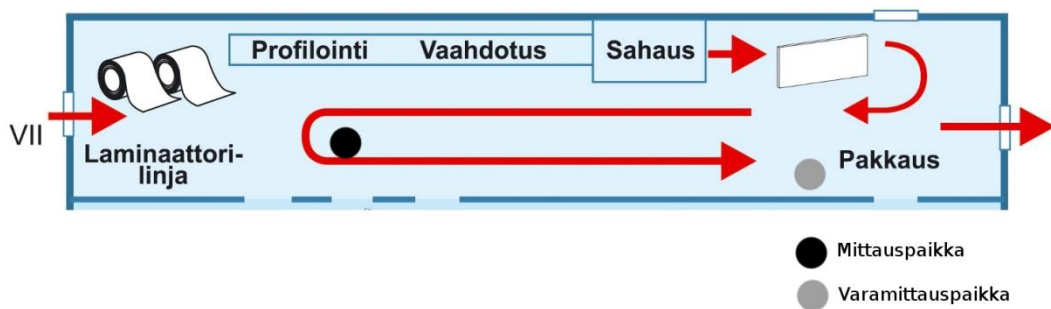 Profilointi Vaahdotus Sahaus
VII
Laminaattori-
linja
Pakkaus
Mittauspaikka
Varamittauspaikka